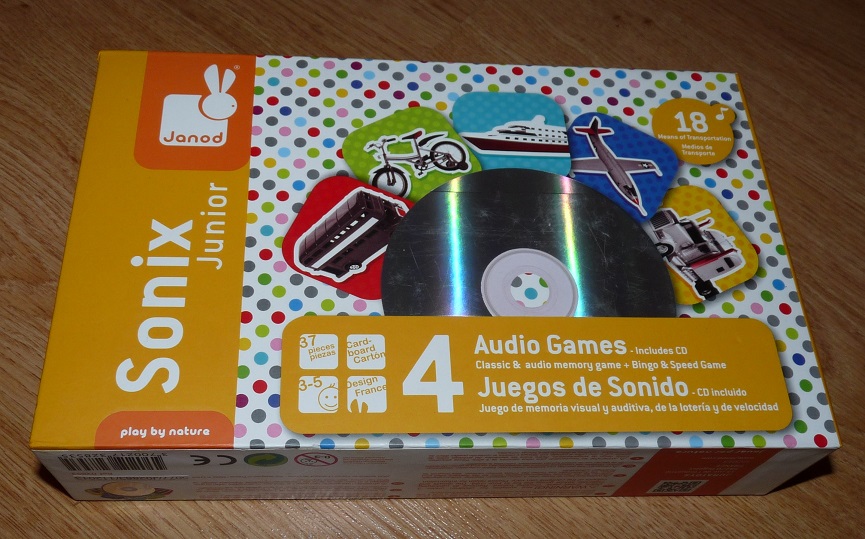 Janod
Sonix
Junior
play by nature
18
Means of Transportation
Medios de
Transporte
37
pieces
piezas
Card-
board
Cartón
3-5
Design
France
4
Audio Games - Includes CD
Classic & audio memory game + Bingo & Speed Game
Juegos de Sonido - CD incluido
Juego de memoria visual y auditiva, de la lotería y de velocidad
CE